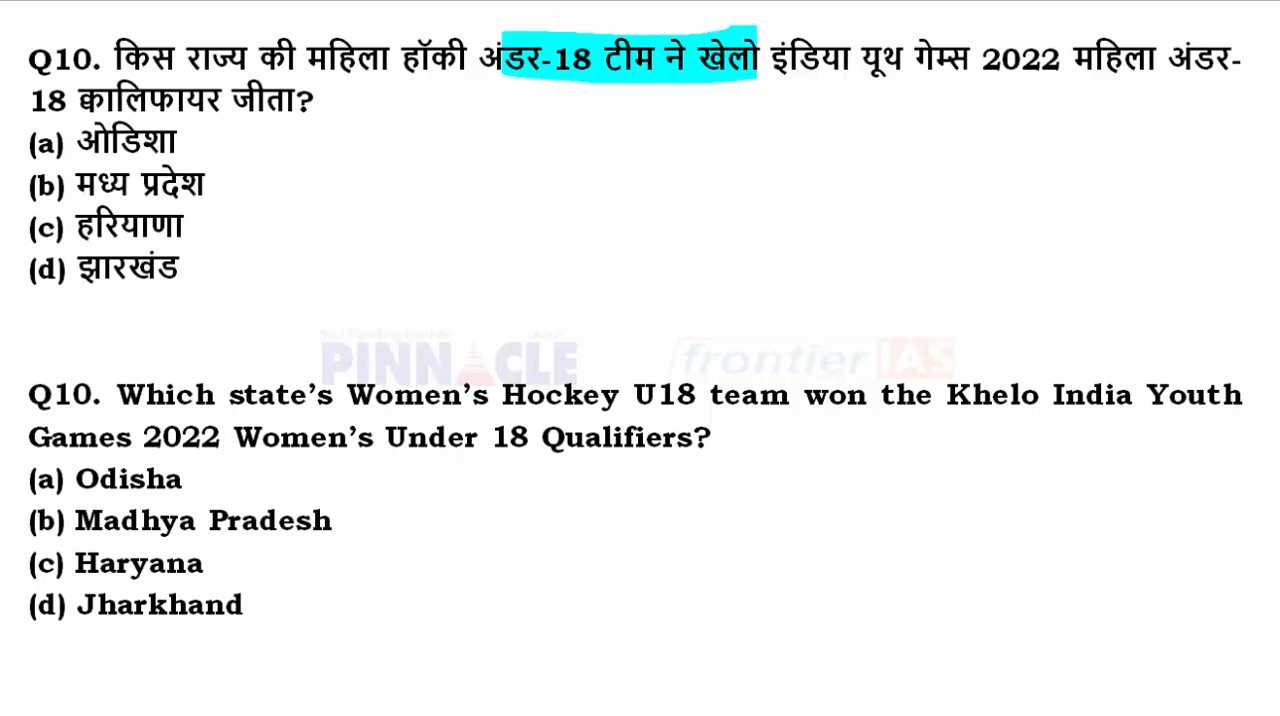 Q10. किस राज्य की महिला हॉकी अंडर-18 टीम ने खेलो इंडिया यूथ गेम्स 2022 महिला अंडर-
18 क्वालिफायर जीता?
(a) ओडिशा
(b) मध्य प्रदेश
(c) हरियाणा
(d) झारखंड
PINNACLE frontier IAS
Q10. Which state's Women's Hockey U18 team won the Khelo India Youth
Games 2022 Women's Under 18 Qualifiers?
(a) Odisha
(b) Madhya Pradesh
(c) Haryana
(d) Jharkhand